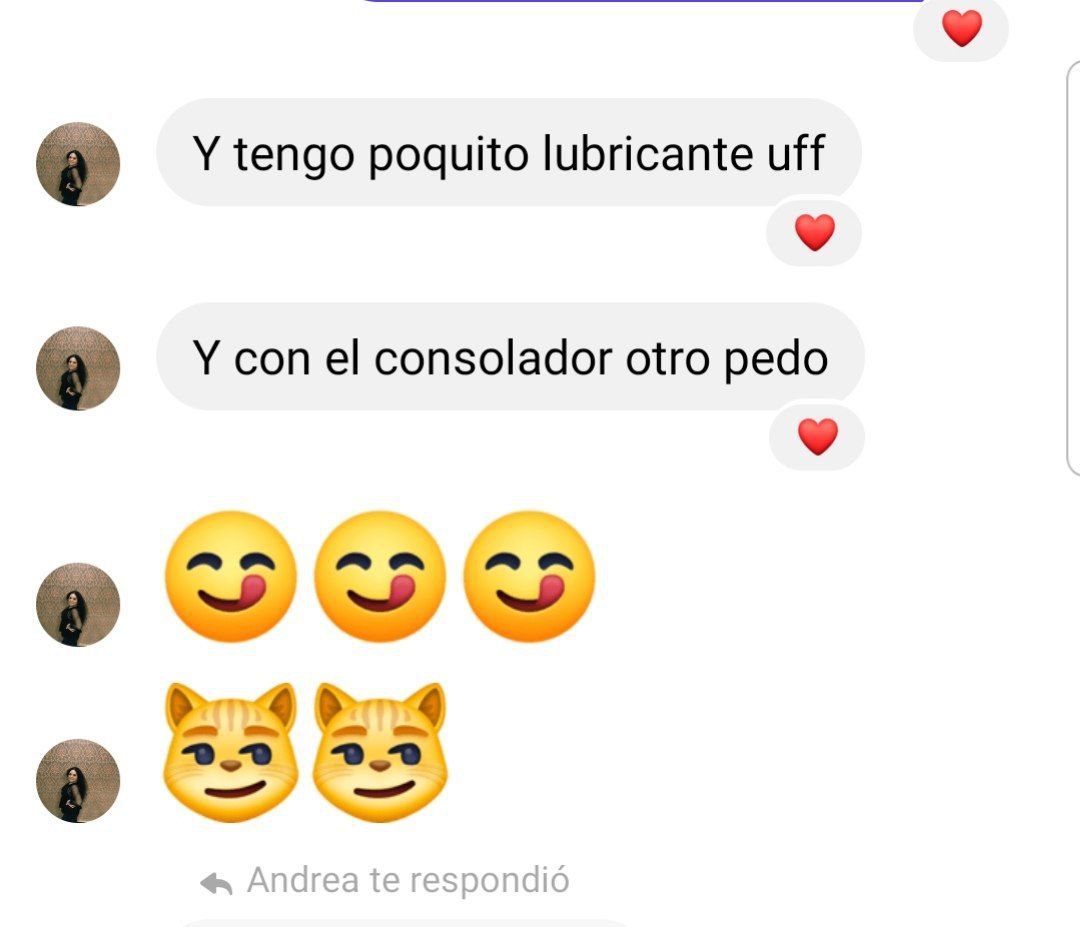 Y tengo poquito lubricante uff
Y con el consolador otro pedo
Andrea te respondió